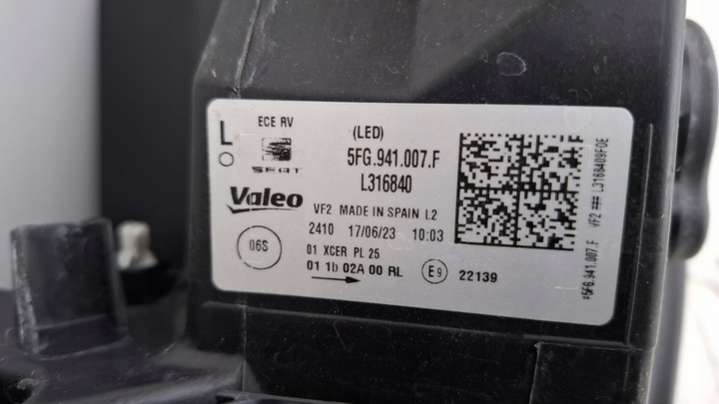 L
ECE RV
SEAT
Valeo
06S
(LED)
5FG.941.007.F
L316840
VF2 MADE IN SPAIN L2
2410 17/06/23 10:03
01 XCER PL 25
01 1b 02A 00 RL
E9 22139
#5FG.941.007.F VF2 ### L3168409F0E